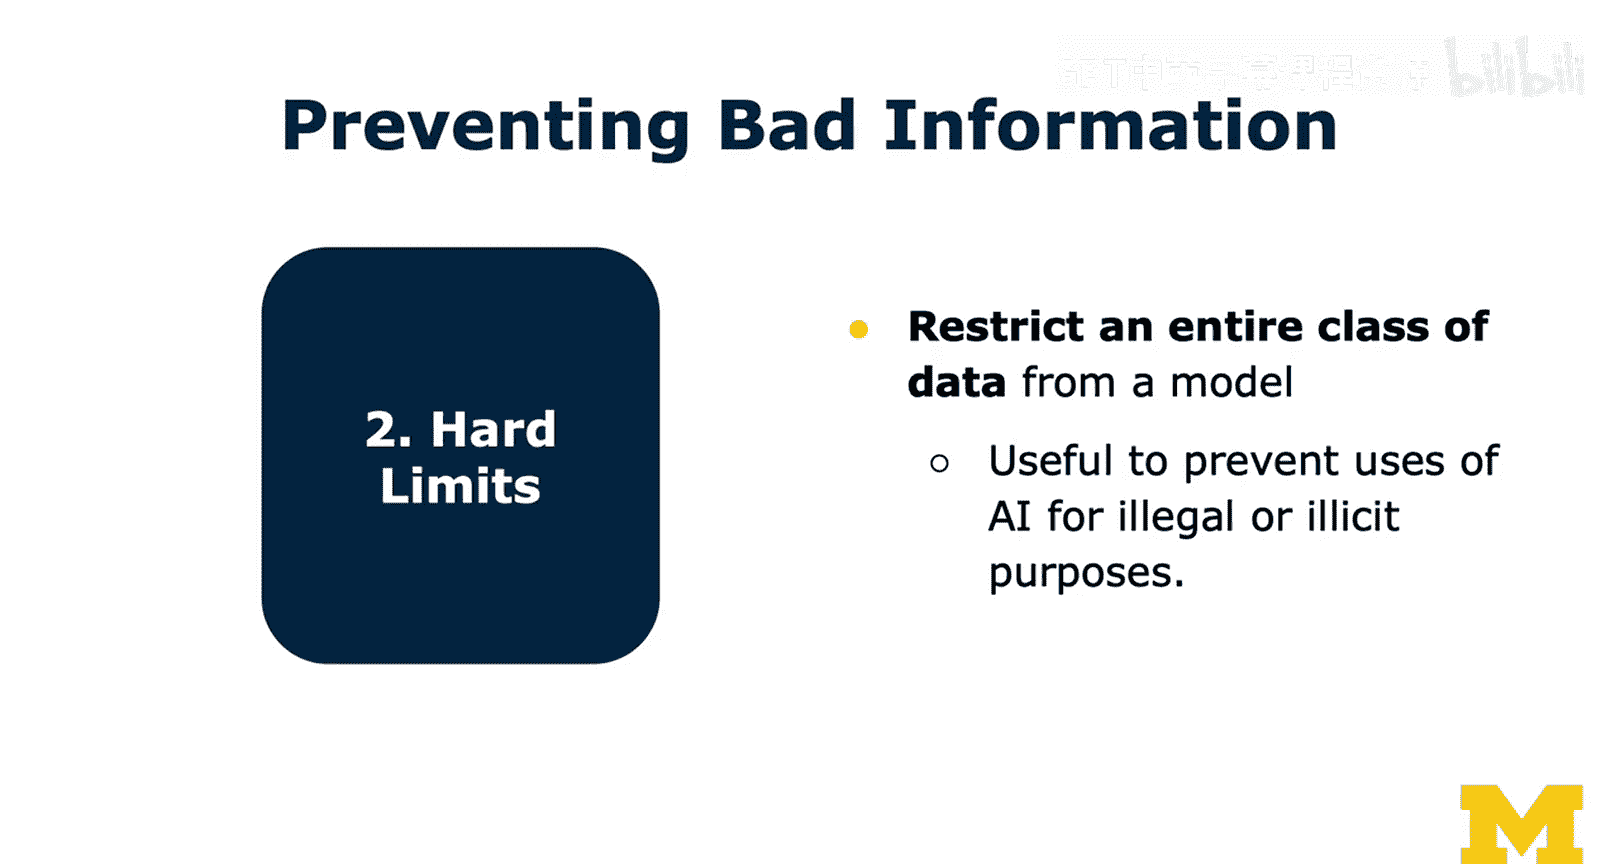 bilibili
Preventing Bad Information
2. Hard
Limits
● Restrict an entire class of
data from a model
○ Useful to prevent uses of
AI for illegal or illicit
purposes.
M